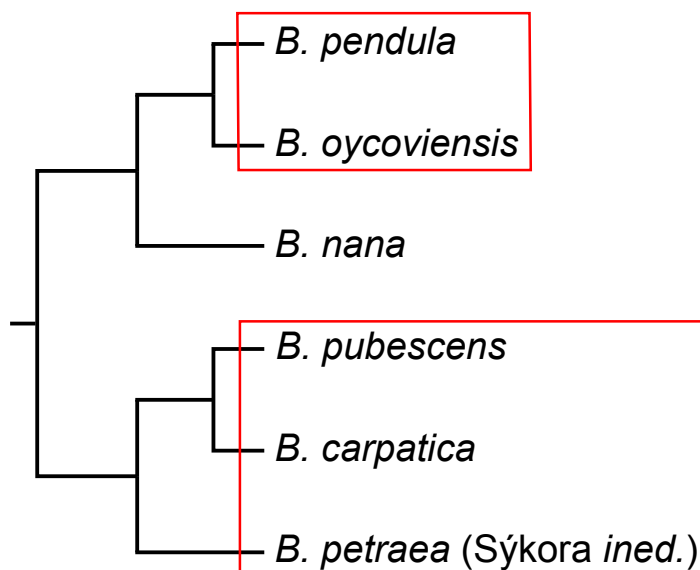 B. pendula
B. oycoviensis
B. nana
B. pubescens
B. carpatica
B. petraea (Sýkora ined.)